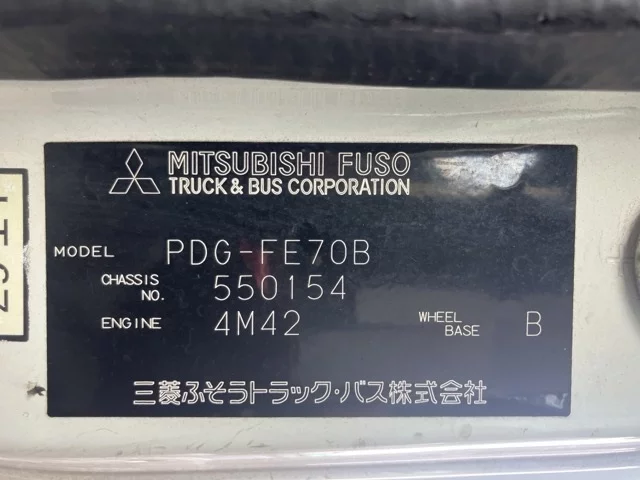 MITSUBISHI FUSO
TRUCK & BUS CORPORATION
MODEL PDG-FE70B
CHASSIS NO. 550154
ENGINE 4M42 WHEEL BASE B
三菱ふそうトラック・バス株式会社